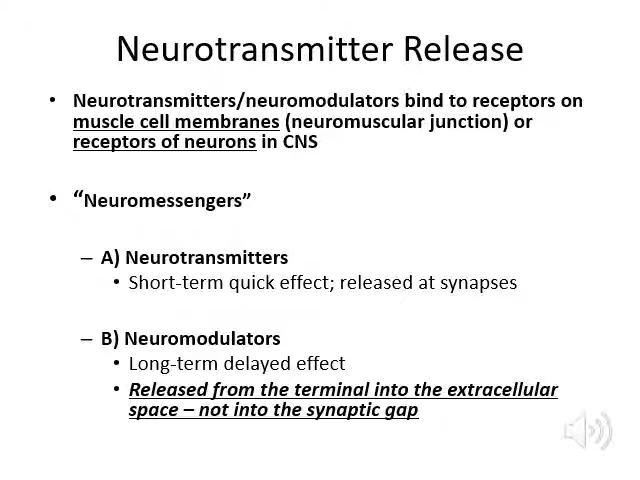 Neurotransmitter Release
• Neurotransmitters/neuromodulators bind to receptors on
muscle cell membranes (neuromuscular junction) or
receptors of neurons in CNS
• “Neuromessengers”
– A) Neurotransmitters
• Short-term quick effect; released at synapses
– B) Neuromodulators
• Long-term delayed effect
• Released from the terminal into the extracellular
space – not into the synaptic gap